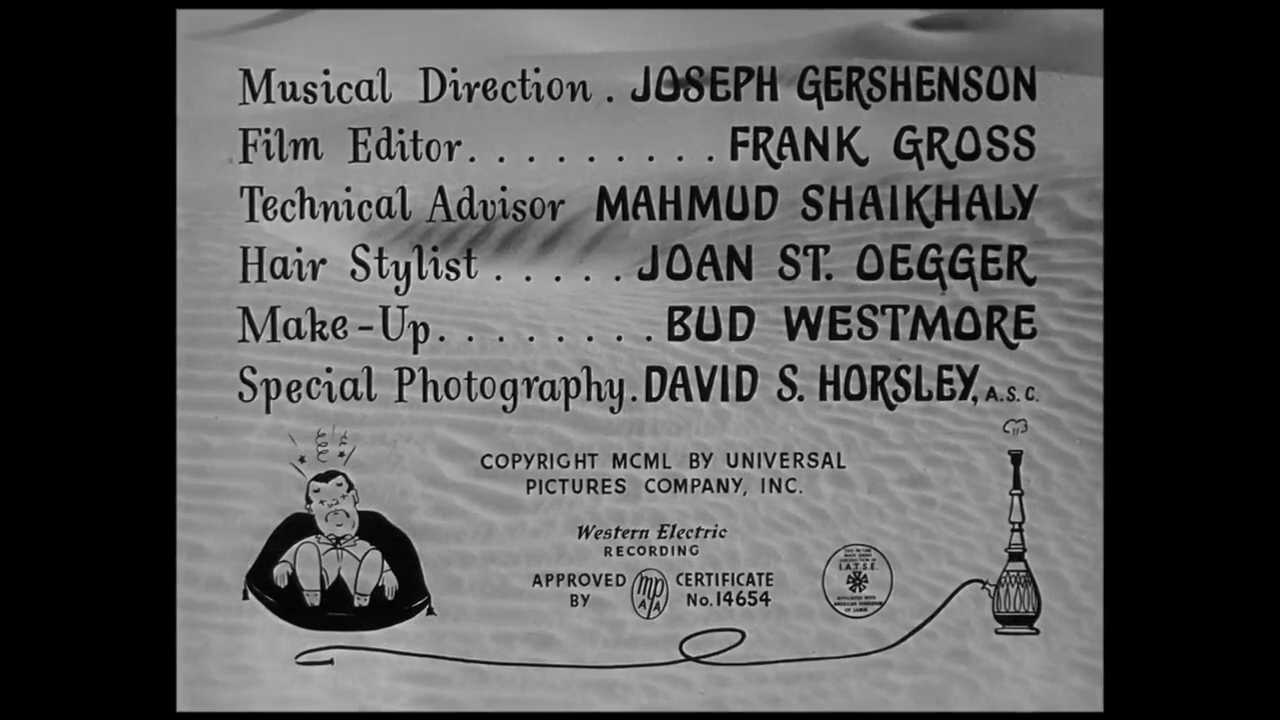 Musical Direction . JOSEPH GERSHENSON
Film Editor. . . . . . . . . . FRANK GROSS
Technical Advisor MAHMUD SHAIKHALY
Hair Stylist . . . . . JOAN ST. OEGGER
Make-Up. . . . . . . . BUD WESTMORE
Special Photography. DAVID S. HORSLEY, A.S.C.
COPYRIGHT MCML BY UNIVERSAL
PICTURES COMPANY, INC.
Western Electric
RECORDING
APPROVED BY
MPAA
CERTIFICATE No. 14654
I.A.T.S.E.